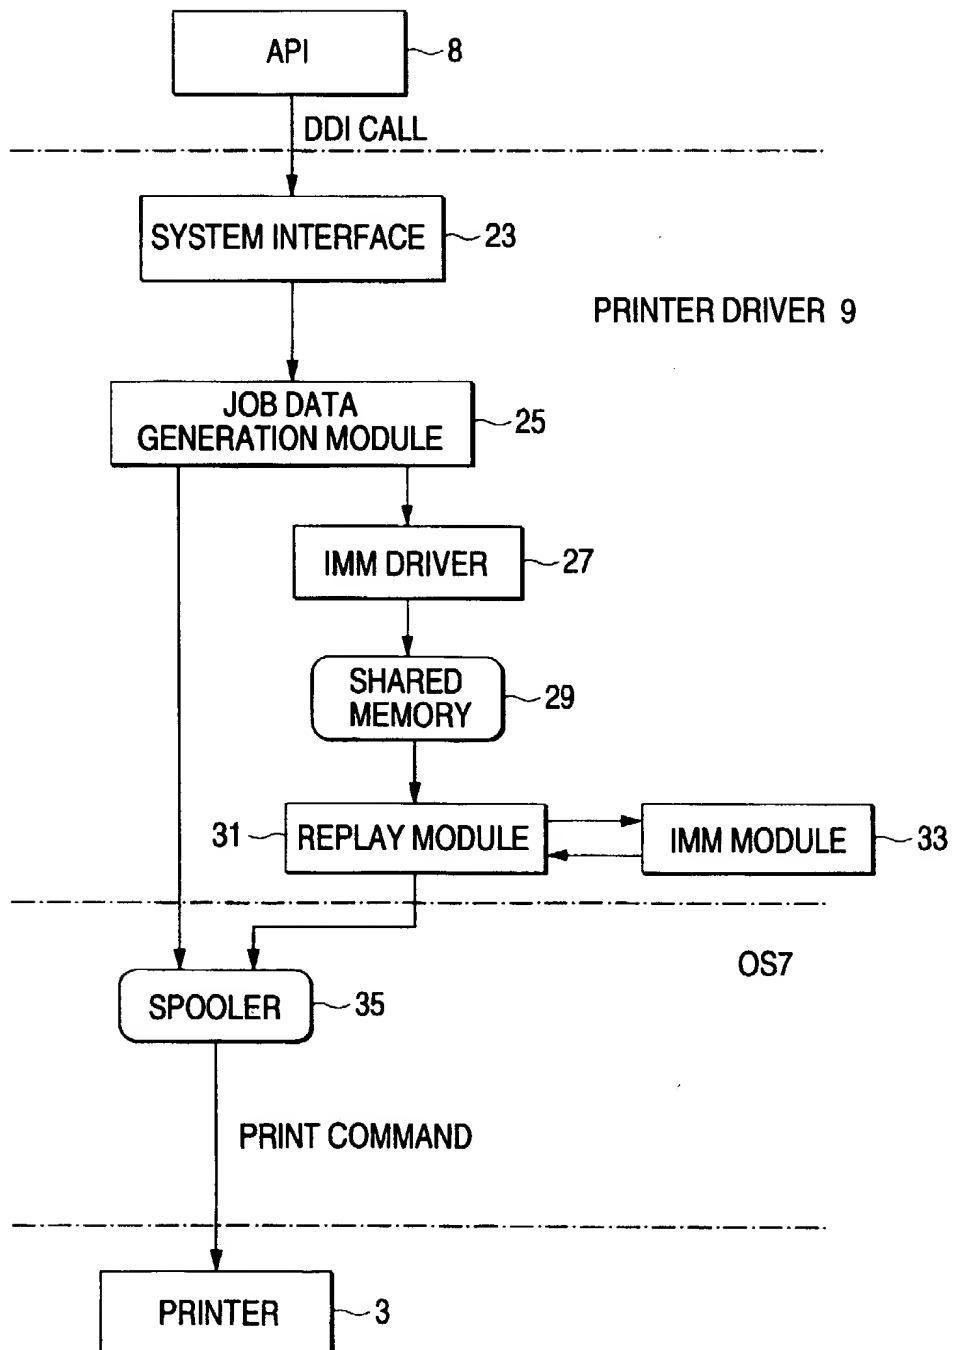 API
8
DDI CALL
SYSTEM INTERFACE
23
PRINTER DRIVER 9
JOB DATA
GENERATION MODULE
25
IMM DRIVER
27
SHARED
MEMORY
29
31
REPLAY MODULE
IMM MODULE
33
OS7
SPOOLER
35
PRINT COMMAND
PRINTER
3